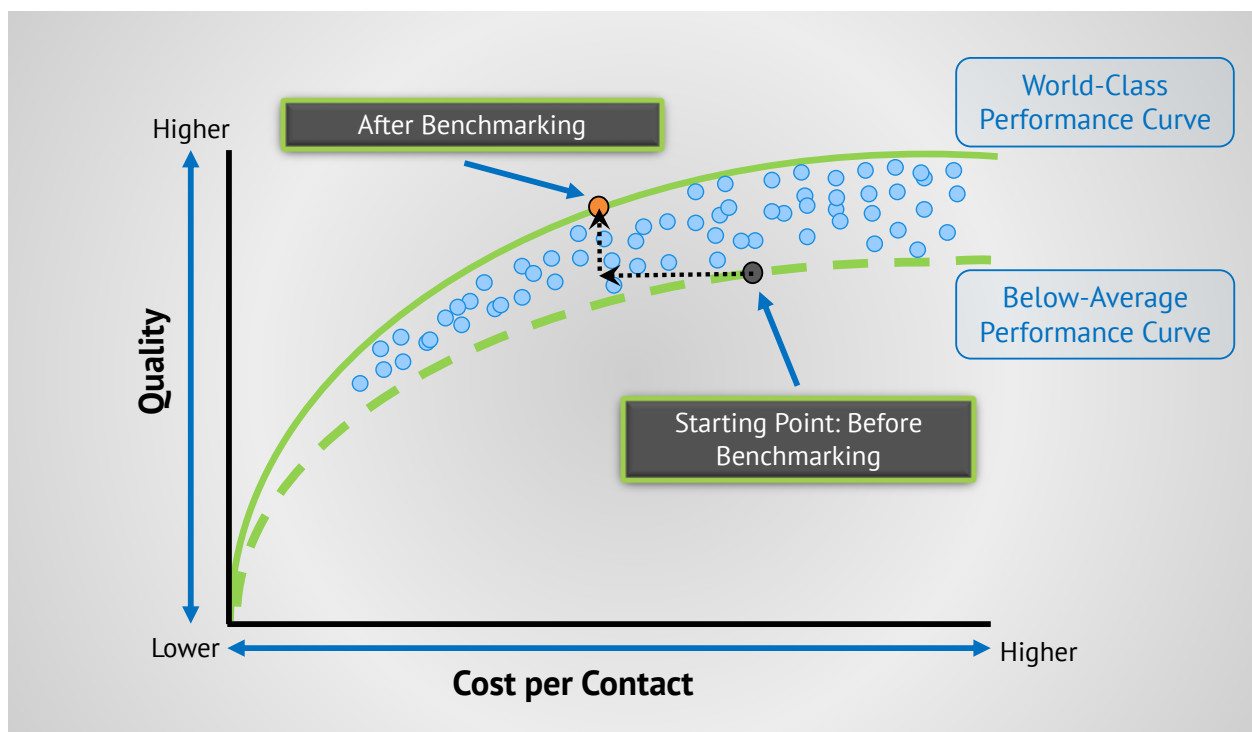 World-Class
Performance Curve
After Benchmarking
Higher
Quality
Below-Average
Performance Curve
Starting Point: Before
Benchmarking
Lower
Higher
Cost per Contact